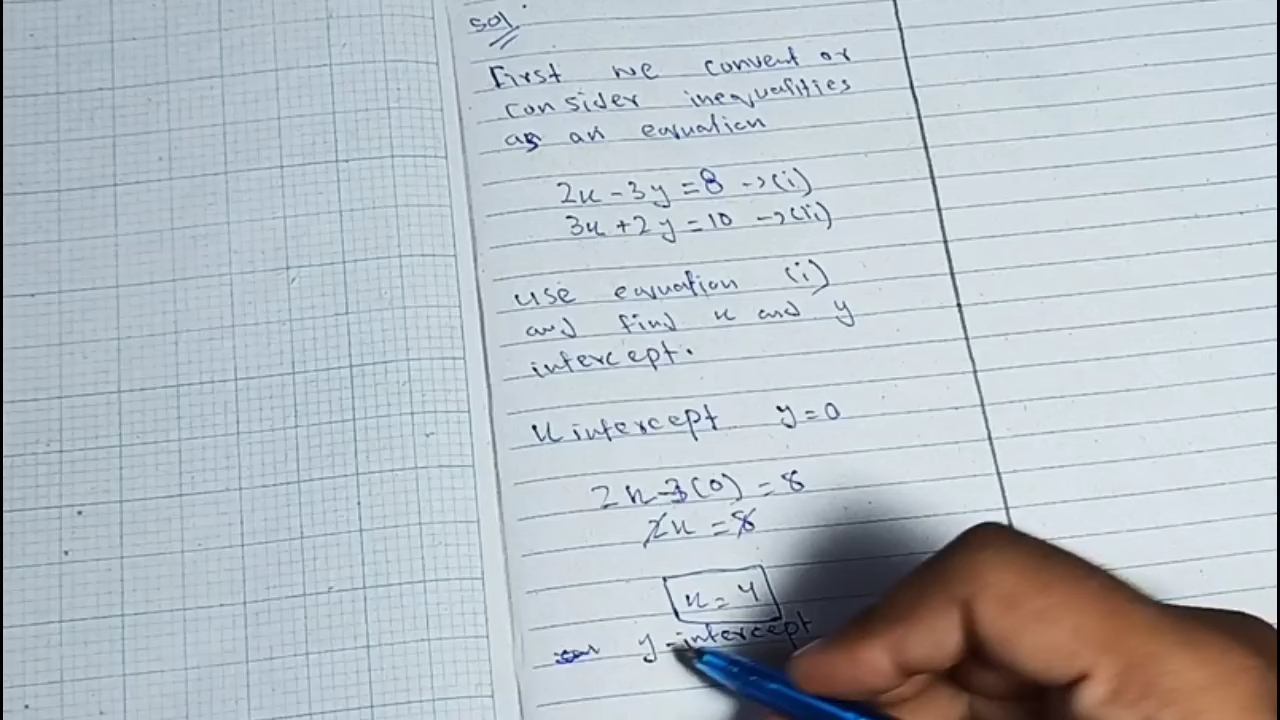 Sol
First we convent or
consider inequalities
as an equation
2x - 3y = 8 → (i)
3x + 2y = 10 → (ii)
use equation (i)
and find x and y
intercept.
x intercept y = 0
2x - 3(0) = 8
2x = 8
x = 4
y - intercept